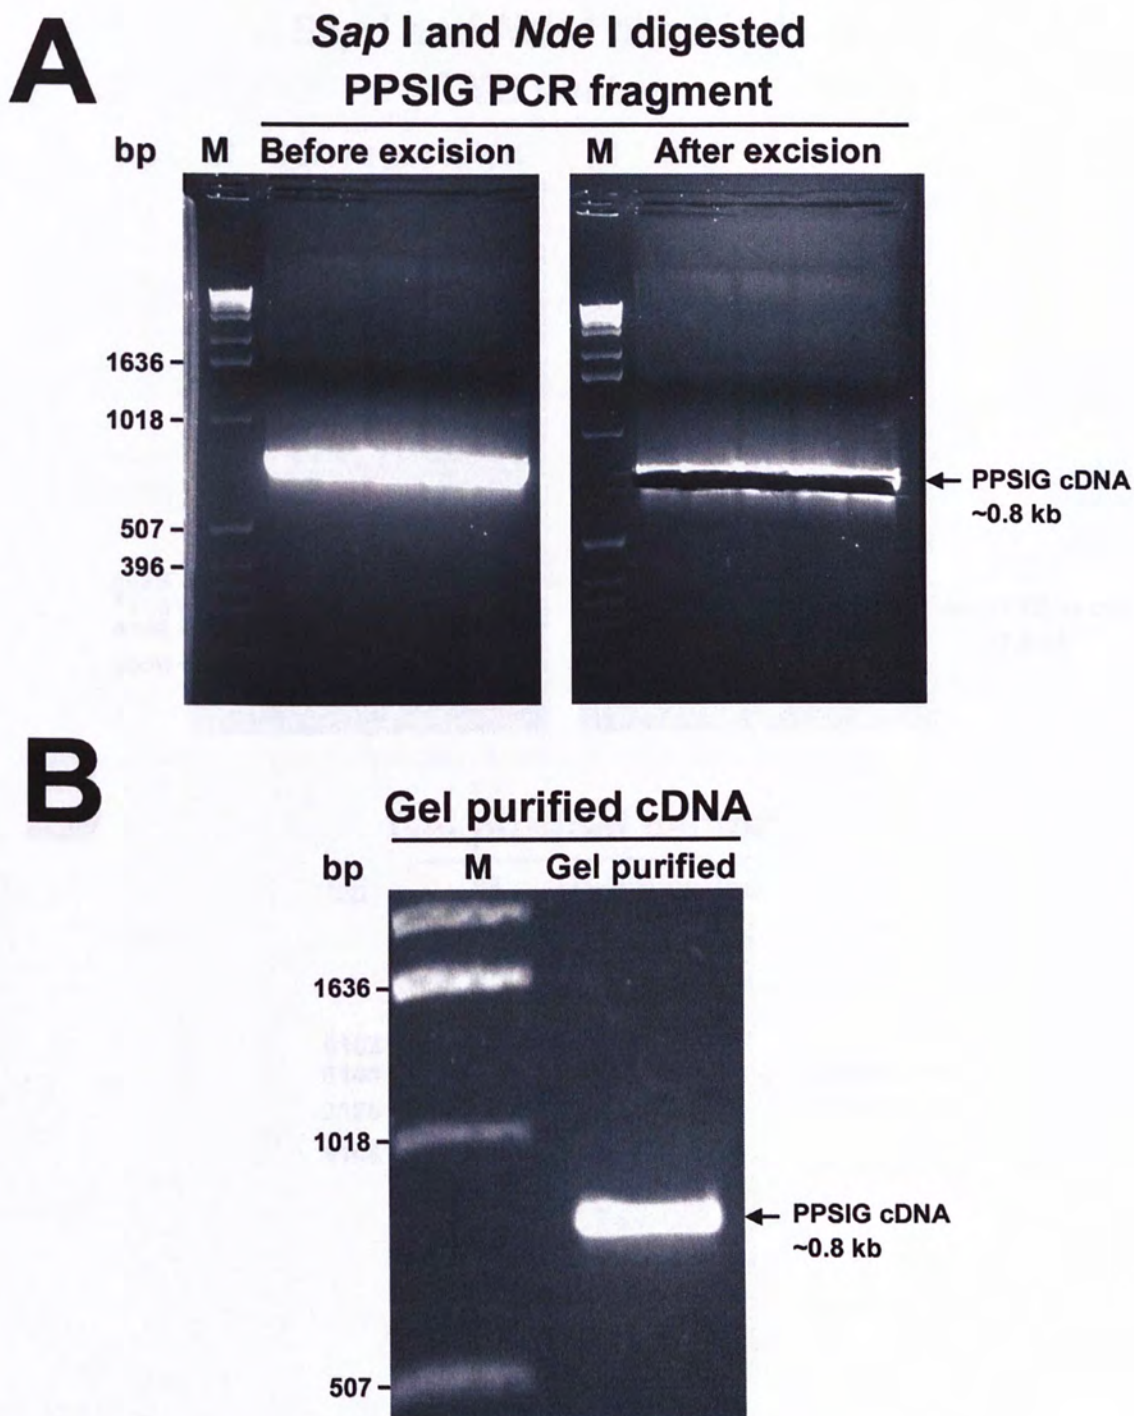 A
Sap I and Nde I digested
PPSIG PCR fragment
bp M Before excision M After excision
1636
1018
507
396
PPSIG cDNA
~0.8 kb
B
Gel purified cDNA
bp M Gel purified
1636
1018
507
PPSIG cDNA
~0.8 kb